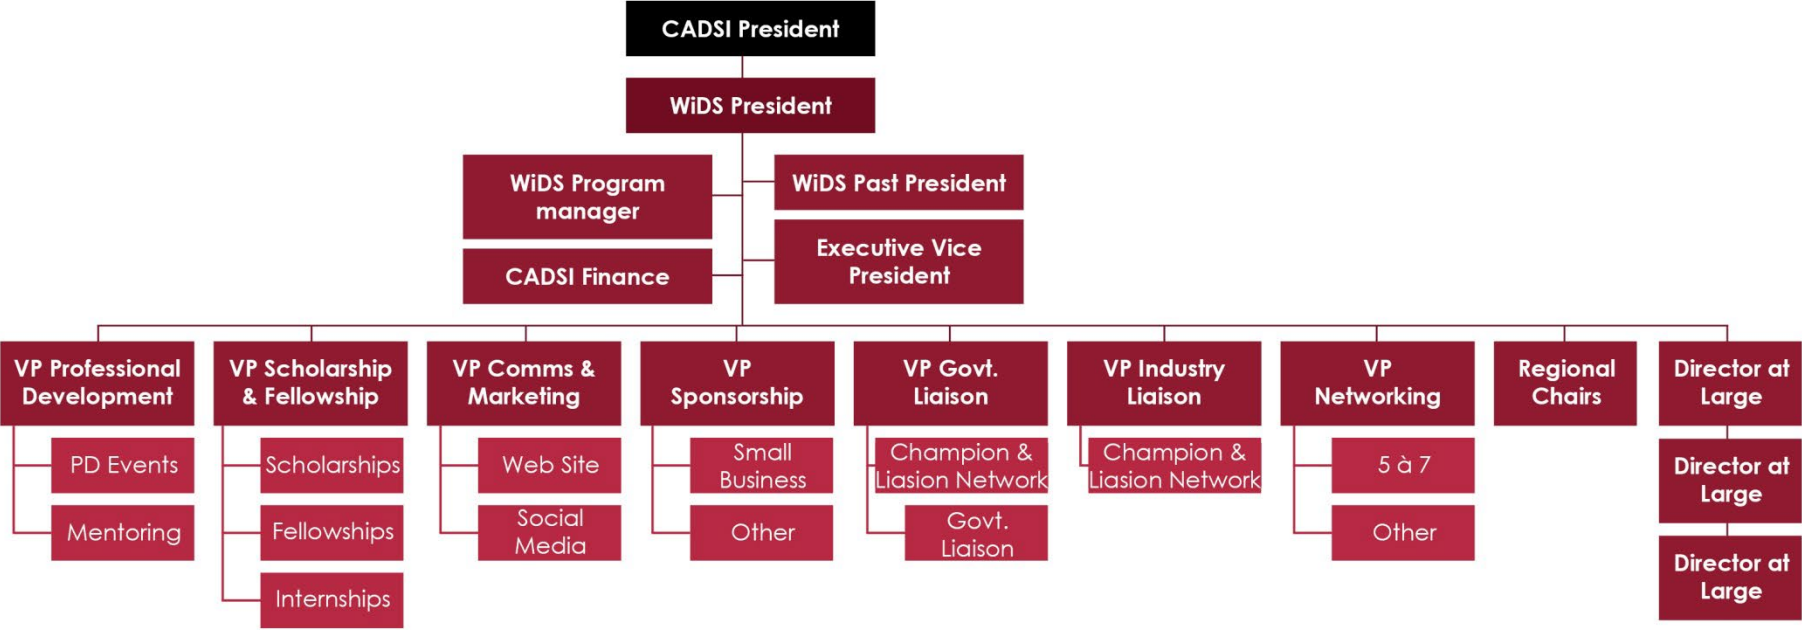 CADSI President
WiDS President
WiDS Program
manager
WiDS Past President
CADSI Finance
Executive Vice
President
VP Professional
Development
PD Events
Mentoring
VP Scholarship
& Fellowship
Scholarships
Fellowships
Internships
VP Comms &
Marketing
Web Site
Social
Media
VP
Sponsorship
Small
Business
Other
VP Govt.
Liaison
Champion &
Liasion Network
Govt.
Liaison
VP Industry
Liaison
Champion &
Liasion Network
VP
Networking
5 à 7
Other
Regional
Chairs
Director at
Large
Director at
Large
Director at
Large